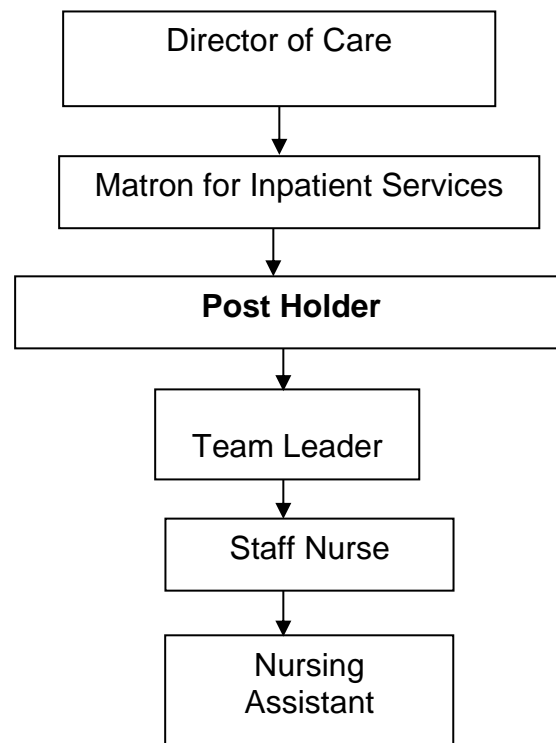 Director of Care
Matron for Inpatient Services
Post Holder
Team Leader
Staff Nurse
Nursing
Assistant